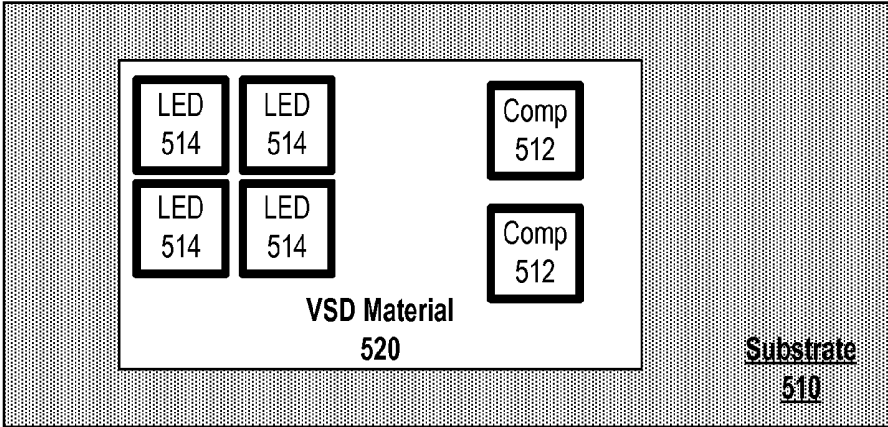 LED
514
LED
514
Comp
512
LED
514
LED
514
Comp
512
VSD Material
520
Substrate
510